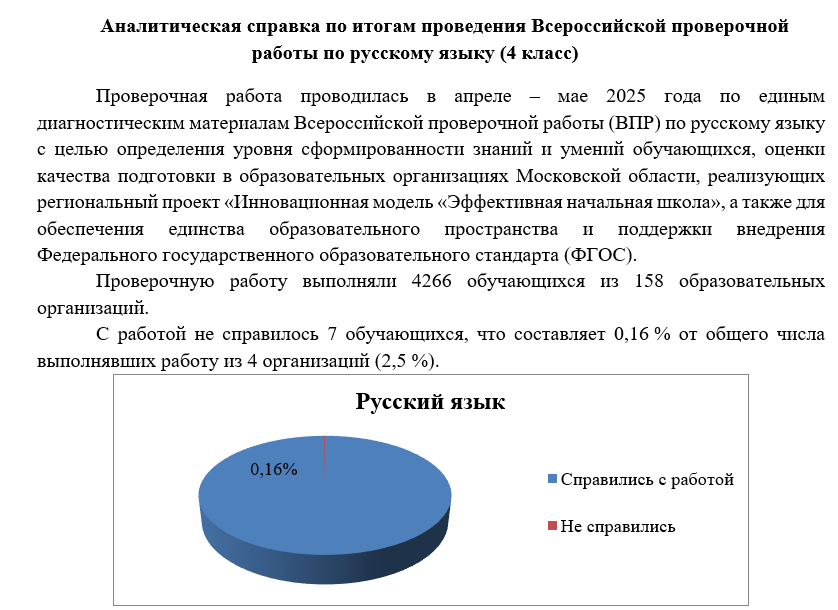 Аналитическая справка по итогам проведения Всероссийской проверочной
работы по русскому языку (4 класс)
Проверочная работа проводилась в апреле – мае 2025 года по единым
диагностическим материалам Всероссийской проверочной работы (ВПР) по русскому языку
с целью определения уровня сформированности знаний и умений обучающихся, оценки
качества подготовки в образовательных организациях Московской области, реализующих
региональный проект «Инновационная модель «Эффективная начальная школа», а также для
обеспечения единства образовательного пространства и поддержки внедрения
Федерального государственного образовательного стандарта (ФГОС).
Проверочную работу выполняли 4266 обучающихся из 158 образовательных
организаций.
С работой не справилось 7 обучающихся, что составляет 0,16 % от общего числа
выполнявших работу из 4 организаций (2,5 %).
Русский язык
0,16%
Справились с работой
Не справились